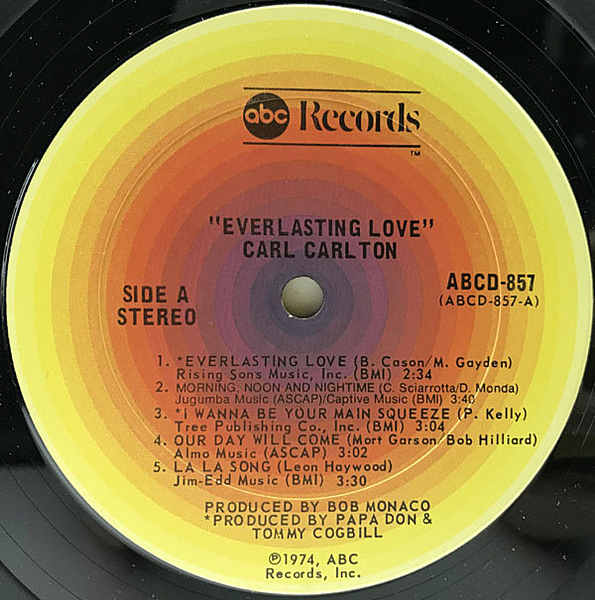 abc Records
TM
"EVERLASTING LOVE"
CARL CARLTON
SIDE A
STEREO
ABCD-857
(ABCD-857-A)
1. *EVERLASTING LOVE (B. Cason/M. Gayden)
Rising Sons Music, Inc. (BMI) 2:34
2. MORNING, NOON AND NIGHTIME (C. Sciarrotta/D. Monda)
Jugumba Music (ASCAP)/Captive Music (BMI) 3:40
3. *I WANNA BE YOUR MAIN SQUEEZE (P. Kelly)
Tree Publishing Co., Inc. (BMI) 3:04
4. OUR DAY WILL COME (Mort Garson/Bob Hilliard)
Almo Music (ASCAP) 3:02
5. LA LA SONG (Leon Haywood)
Jim-Edd Music (BMI) 3:30
PRODUCED BY BOB MONACO
*PRODUCED BY PAPA DON &
TOMMY COGBILL
℗1974, ABC
Records, Inc.